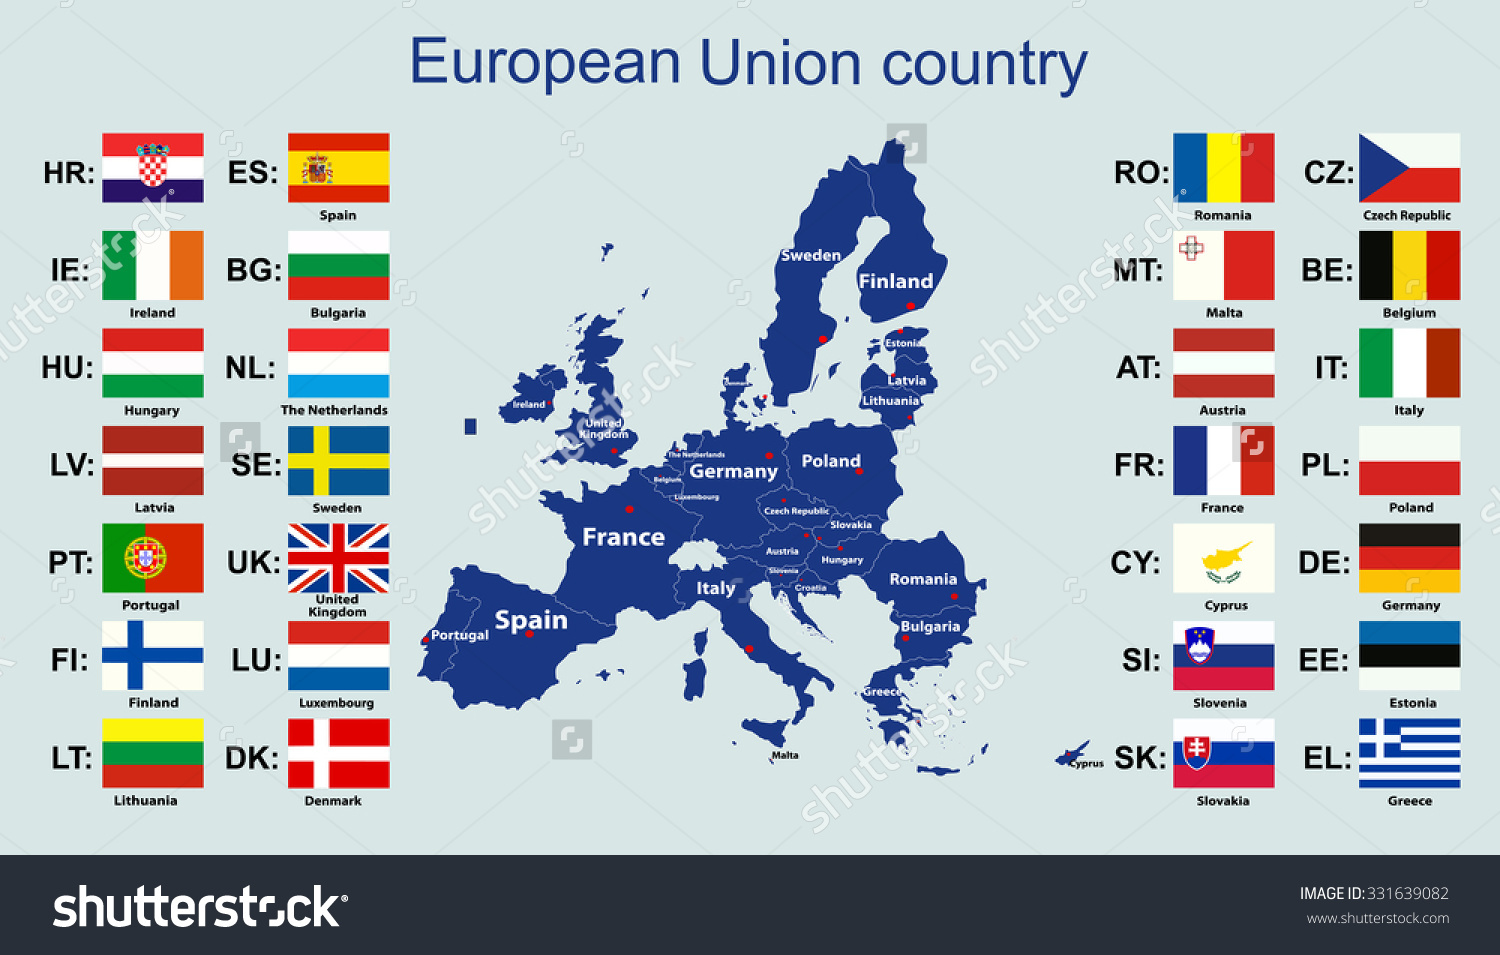 European Union country
HR:
ES:
Spain
IE:
Ireland
BG:
Bulgaria
HU:
Hungary
NL:
The Netherlands
LV:
Latvia
SE:
Sweden
PT:
Portugal
UK:
United
Kingdom
FI:
Finland
LU:
Luxembourg
LT:
Lithuania
DK:
Denmark
Sweden
Finland
Estonia
Latvia
Lithuania
Denmark
Ireland
United
Kingdom
The Netherlands
Belgium
Luxembourg
Germany
Poland
Czech Republic
Slovakia
France
Austria
Hungary
Slovenia
Croatia
Romania
Italy
Bulgaria
Spain
Portugal
Greece
Malta
Cyprus
RO:
Romania
CZ:
Czech Republic
MT:
Malta
BE:
Belgium
AT:
Austria
IT:
Italy
FR:
France
PL:
Poland
CY:
Cyprus
DE:
Germany
SI:
Slovenia
EE:
Estonia
SK:
Slovakia
EL:
Greece
shutterstock
shutterstock
shutterstock
shutterstock
shutterstock®
IMAGE ID: 331639082
www.shutterstock.com